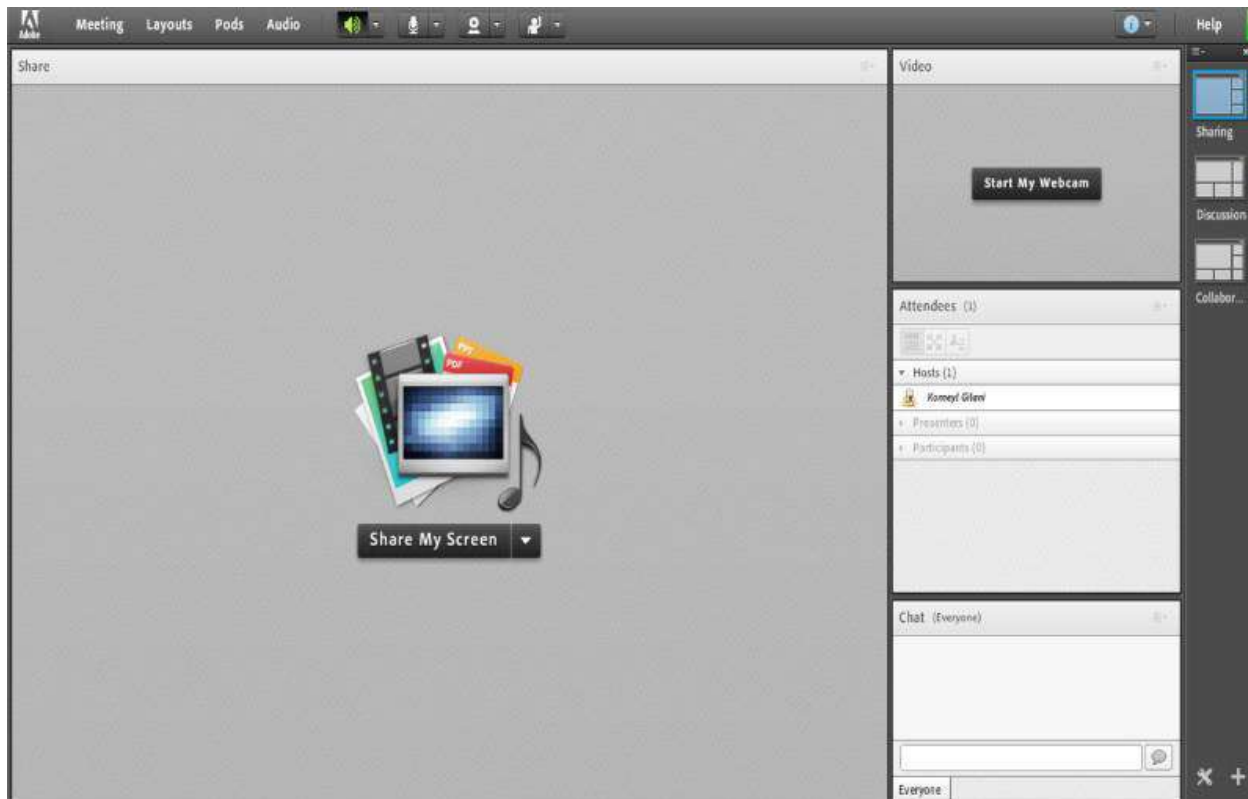 Adobe
Meeting Layouts Pods Audio
Help
Share
Video
Start My Webcam
Sharing
Discussion
Collabor...
Attendees (1)
Hosts (1)
Komeyl Gilani
Presenters (0)
Participants (0)
PPT
PDF
Share My Screen
Chat (Everyone)
Everyone